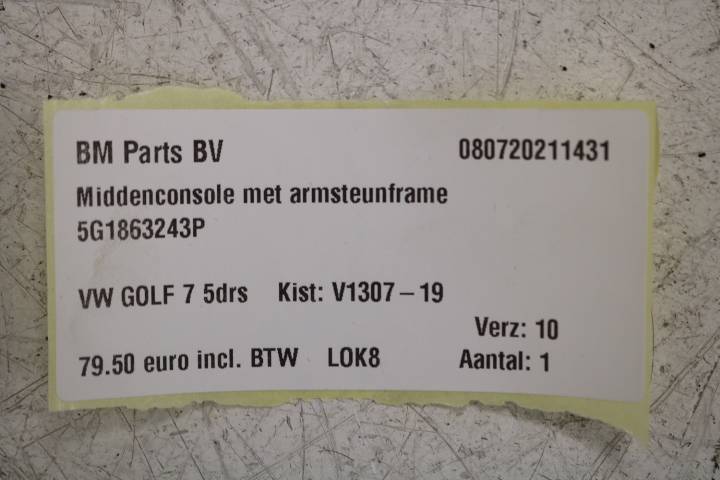 BM Parts BV 080720211431
Middenconsole met armsteunframe
5G1863243P
VW GOLF 7 5drs Kist: V1307-19
Verz: 10
79.50 euro incl. BTW LOK8 Aantal: 1